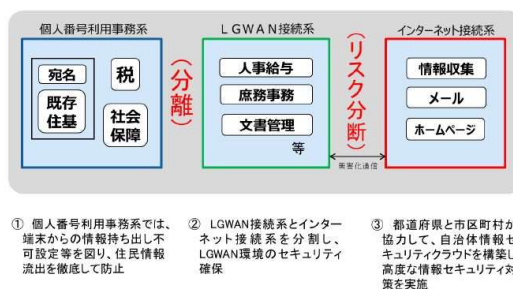 個人番号利用事務系
LGWAN接続系
インターネット接続系
宛名
税
既存
住基
社会
保障
(分離)
人事給与
庶務事務
文書管理
等
(リスク分断)
無害化通信
情報収集
メール
ホームページ
① 個人番号利用事務系では、
端末からの情報持ち出し不
可設定等を図り、住民情報
流出を徹底して防止
② LGWAN接続系とインター
ネット接続系を分割し、
LGWAN環境のセキュリティ
確保
③ 都道府県と市区町村が
協力して、自治体情報セ
キュリティクラウドを構築し
高度な情報セキュリティ対
策を実施